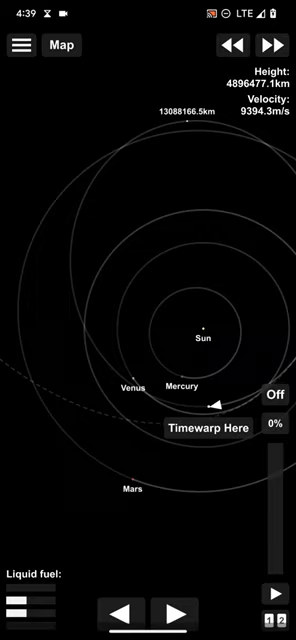 4:39
LTE
Map
Height:
4896477.1km
Velocity:
9394.3m/s
13088166.5km
Sun
Venus
Mercury
Off
0%
Timewarp Here
Mars
Liquid fuel:
1 2